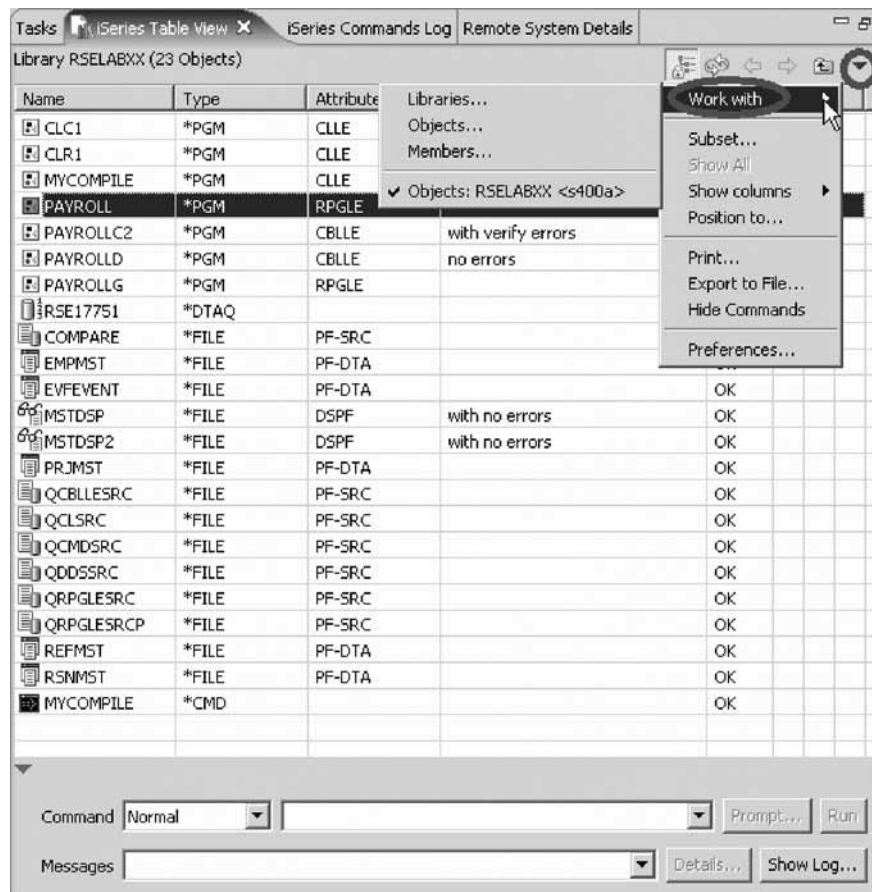 Tasks iSeries Table View iSeries Commands Log Remote System Details
Library RSELABXX (23 Objects)
Name Type Attribute
CLC1 *PGM CLLE
CLR1 *PGM CLLE
MYCOMPILE *PGM CLLE
PAYROLL *PGM RPGLE
PAYROLLC2 *PGM CBLLE with verify errors
PAYROLLD *PGM CBLLE no errors
PAYROLLG *PGM RPGLE
RSE17751 *DTAQ
COMPARE *FILE PF-SRC
EMPMST *FILE PF-DTA
EVFEVENT *FILE PF-DTA OK
MSTDSP *FILE DSPF with no errors OK
MSTDSP2 *FILE DSPF with no errors OK
PRJMST *FILE PF-DTA OK
QCBLLESRC *FILE PF-SRC OK
QCLSRC *FILE PF-SRC OK
QCMDSRC *FILE PF-SRC OK
QDDSSRC *FILE PF-SRC OK
QRPGLESRC *FILE PF-SRC OK
QRPGLESRCP *FILE PF-SRC OK
REFMST *FILE PF-DTA OK
RSNMST *FILE PF-DTA OK
MYCOMPILE *CMD OK
Libraries...
Objects...
Members...
Objects: RSELABXX <s400a>
Work with
Subset...
Show All
Show columns
Position to...
Print...
Export to File...
Hide Commands
Preferences...
Command Normal Prompt... Run
Messages Details... Show Log...